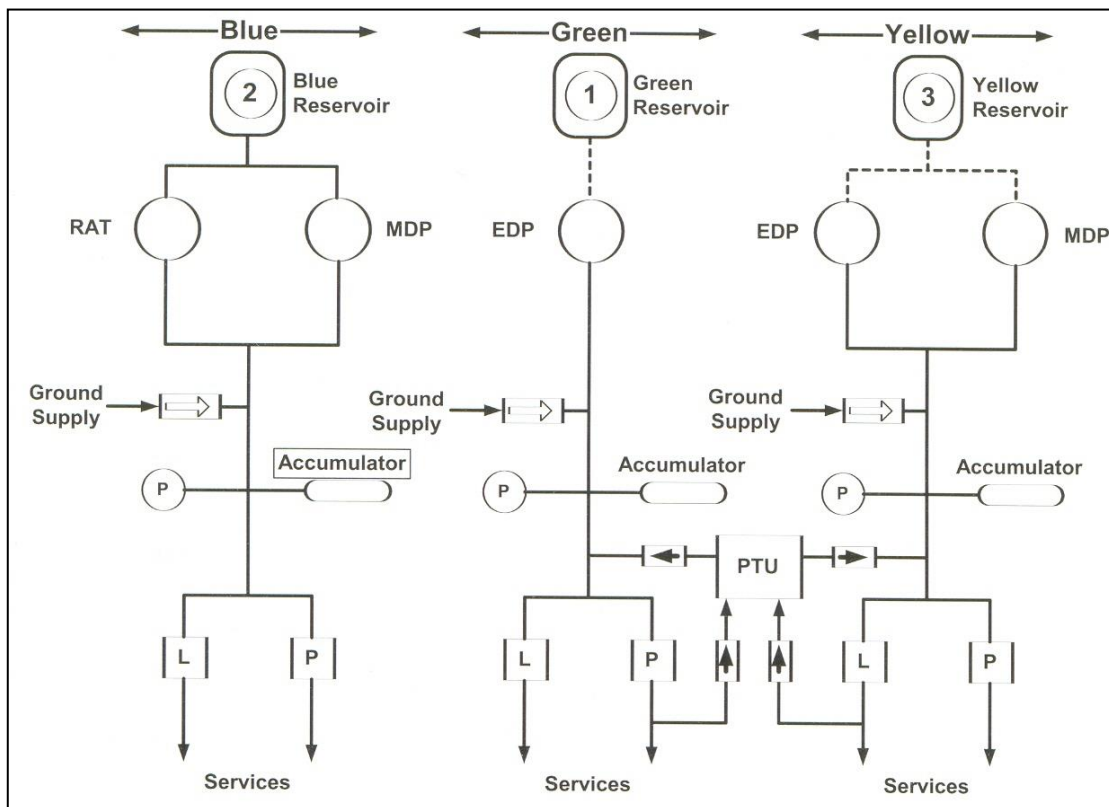 Blue
Green
Yellow
2
Blue
Reservoir
1
Green
Reservoir
3
Yellow
Reservoir
RAT
MDP
EDP
EDP
MDP
Ground
Supply
Ground
Supply
Ground
Supply
P
Accumulator
P
Accumulator
P
Accumulator
PTU
L
P
L
P
L
P
Services
Services
Services